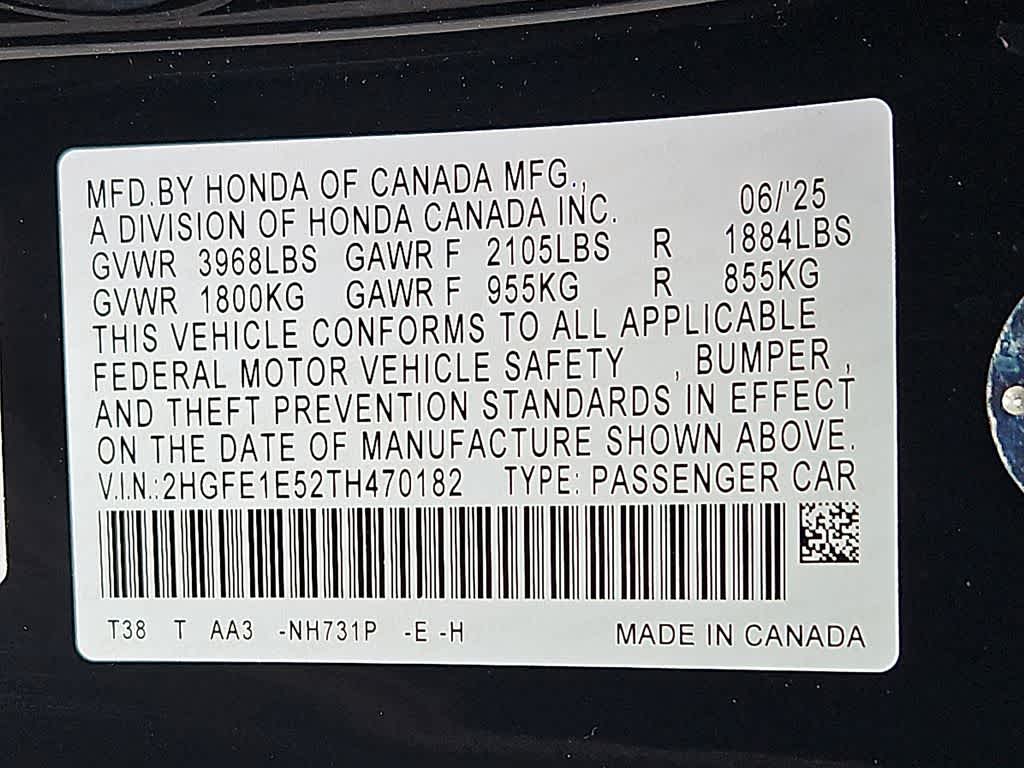 MFD.BY HONDA OF CANADA MFG.,
A DIVISION OF HONDA CANADA INC. 06/'25
GVWR 3968LBS GAWR F 2105LBS R 1884LBS
GVWR 1800KG GAWR F 955KG R 855KG
THIS VEHICLE CONFORMS TO ALL APPLICABLE
FEDERAL MOTOR VEHICLE SAFETY , BUMPER ,
AND THEFT PREVENTION STANDARDS IN EFFECT
ON THE DATE OF MANUFACTURE SHOWN ABOVE.
V.I.N.:2HGFE1E52TH470182 TYPE: PASSENGER CAR
T38 T AA3 -NH731P -E -H MADE IN CANADA